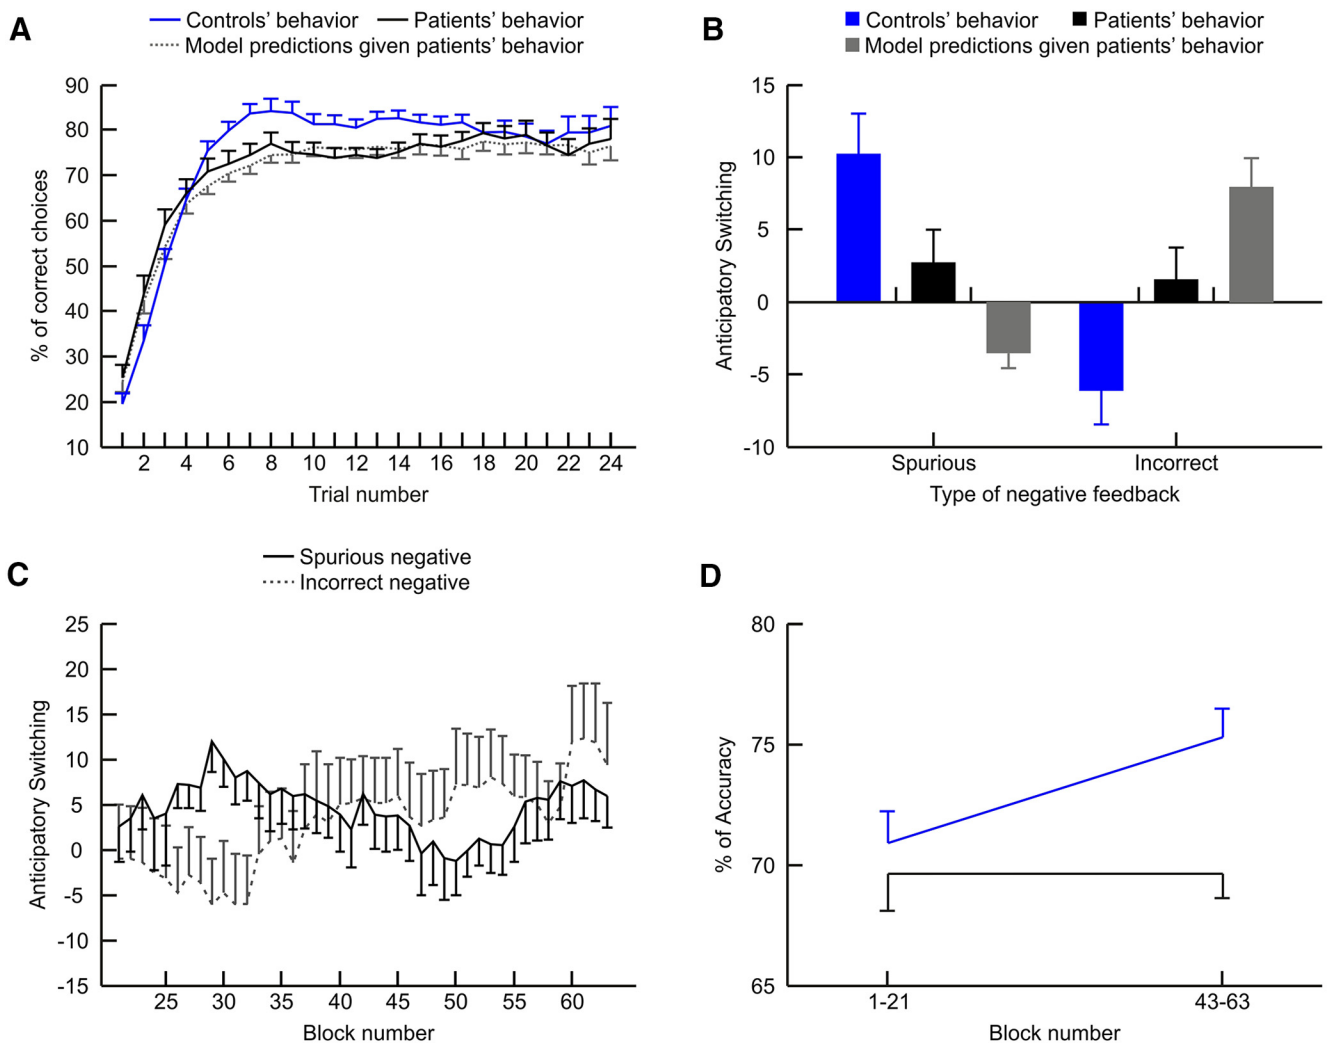 A
Controls’ behavior Patients’ behavior
Model predictions given patients’ behavior
90
80
70
60
50
40
30
20
10
% of correct choices
2 4 6 8 10 12 14 16 18 20 22 24
Trial number
B
Controls’ behavior Patients’ behavior
Model predictions given patients’ behavior
15
10
5
0
-5
-10
Anticipatory Switching
Spurious Incorrect
Type of negative feedback
C
Spurious negative
Incorrect negative
25
20
15
10
5
0
-5
-10
-15
Anticipatory Switching
25 30 35 40 45 50 55 60
Block number
D
80
75
70
65
% of Accuracy
1-21 43-63
Block number